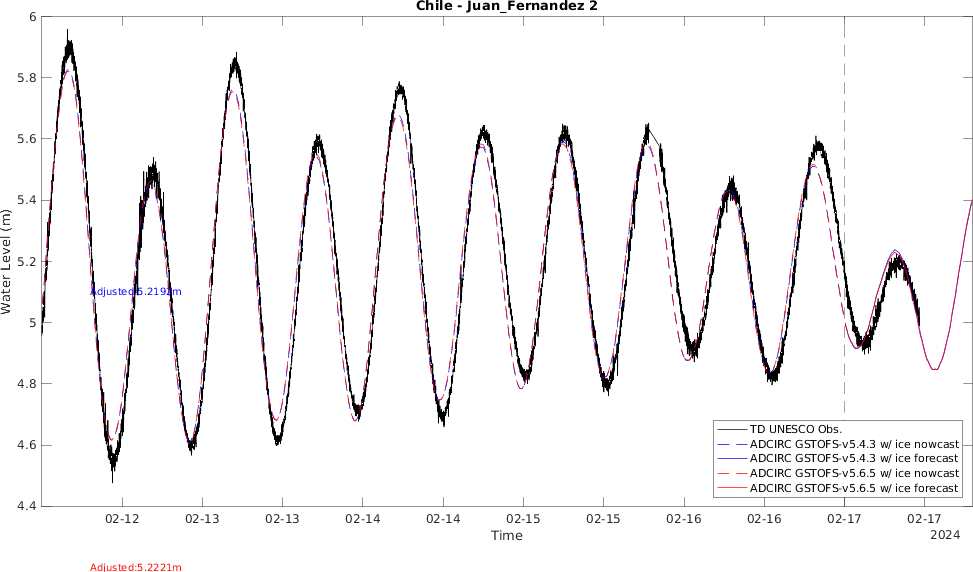 Chile - Juan_Fernandez 2
6
5.8
5.6
5.4
5.2
5
4.8
4.6
4.4
Water Level (m)
Adjusted:5.2192m
TD UNESCO Obs.
ADCIRC GSTOFS-v5.4.3 w/ ice nowcast
ADCIRC GSTOFS-v5.4.3 w/ ice forecast
ADCIRC GSTOFS-v5.6.5 w/ ice nowcast
ADCIRC GSTOFS-v5.6.5 w/ ice forecast
02-12 02-13 02-13 02-14 02-14 02-15 02-15 02-16 02-16 02-17 02-17
Time
2024
Adjusted:5.2221m